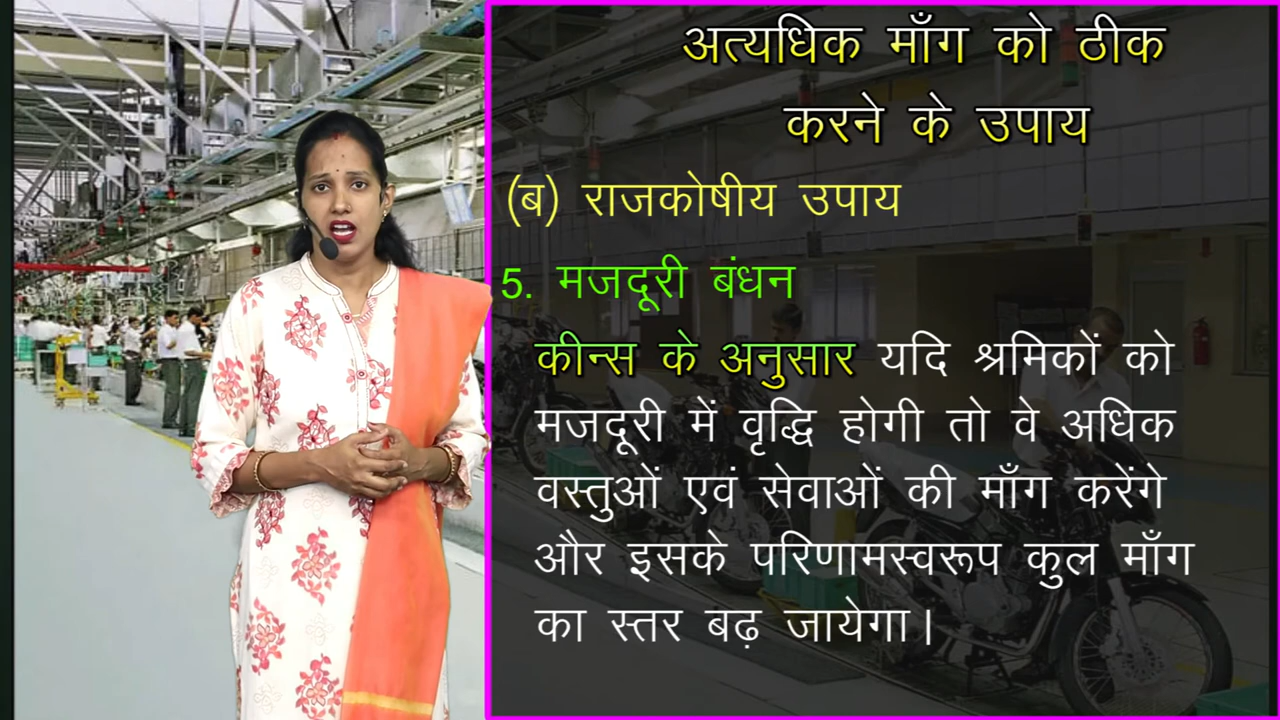 अत्यधिक माँग को ठीक
करने के उपाय
(ब) राजकोषीय उपाय
5. मजदूरी बंधन
कीन्स के अनुसार यदि श्रमिकों को
मजदूरी में वृद्धि होगी तो वे अधिक
वस्तुओं एवं सेवाओं की माँग करेंगे
और इसके परिणामस्वरूप कुल माँग
का स्तर बढ़ जायेगा।